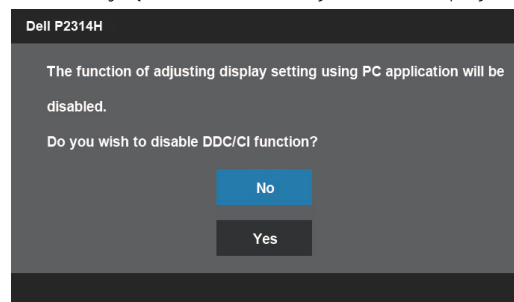 Dell P2314H
The function of adjusting display setting using PC application will be
disabled.
Do you wish to disable DDC/CI function?
No
Yes